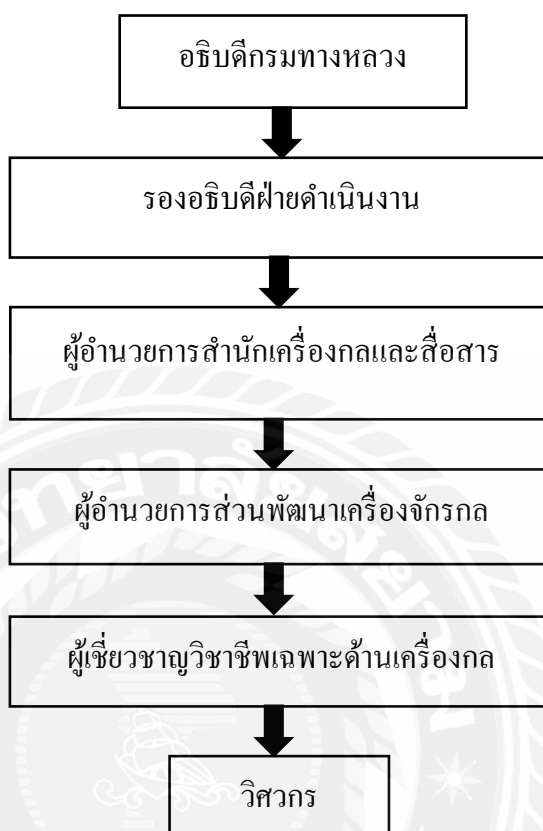 อธิบดีกรมทางหลวง
รองอธิบดีฝ่ายดำเนินงาน
ผู้อำนวยการสำนักเครื่องกลและสื่อสาร
ผู้อำนวยการส่วนพัฒนาเครื่องจักรกล
ผู้เชี่ยวชาญวิชาชีพเฉพาะด้านเครื่องกล
วิศวกร